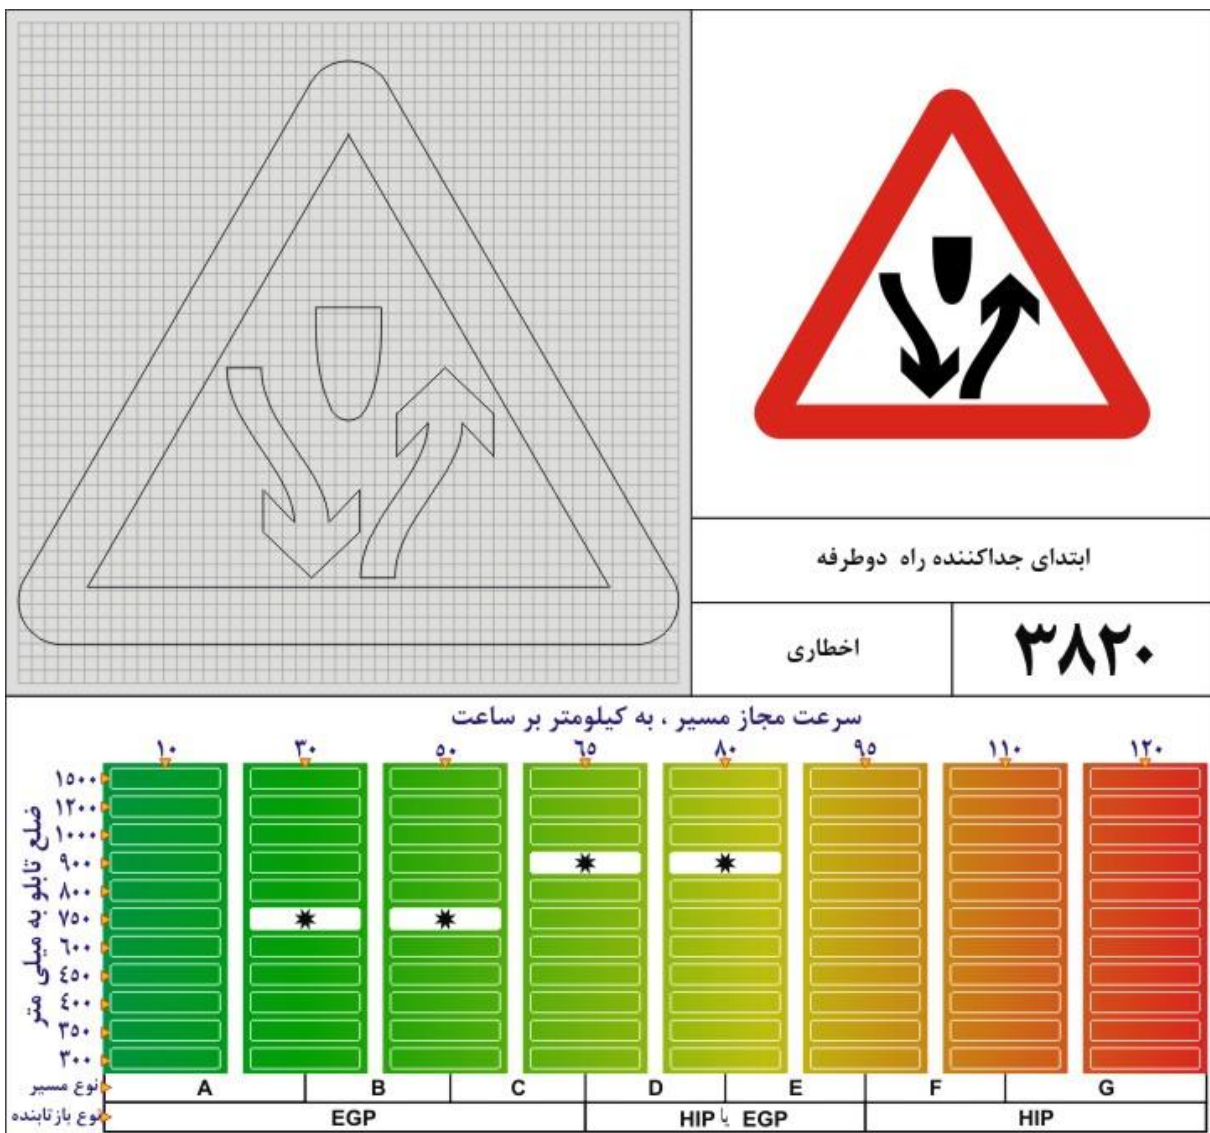 ابتدای جداکننده راه دوطرفه
۳۸۲۰
اخطاری
سرعت مجاز مسیر ، به کیلومتر بر ساعت
۱۰ ۳۰ ۵۰ ۶۵ ۸۰ ۹۵ ۱۱۰ ۱۲۰
ضلع تابلو به میلی متر
۱۵۰۰
۱۲۰۰
۱۰۰۰
۹۰۰
۸۰۰
۷۵۰
۶۰۰
٤۵۰
٤۰۰
۳۵۰
۳۰۰
نوع مسیر A B C D E F G
نوع بازتابنده EGP HIP یا EGP HIP